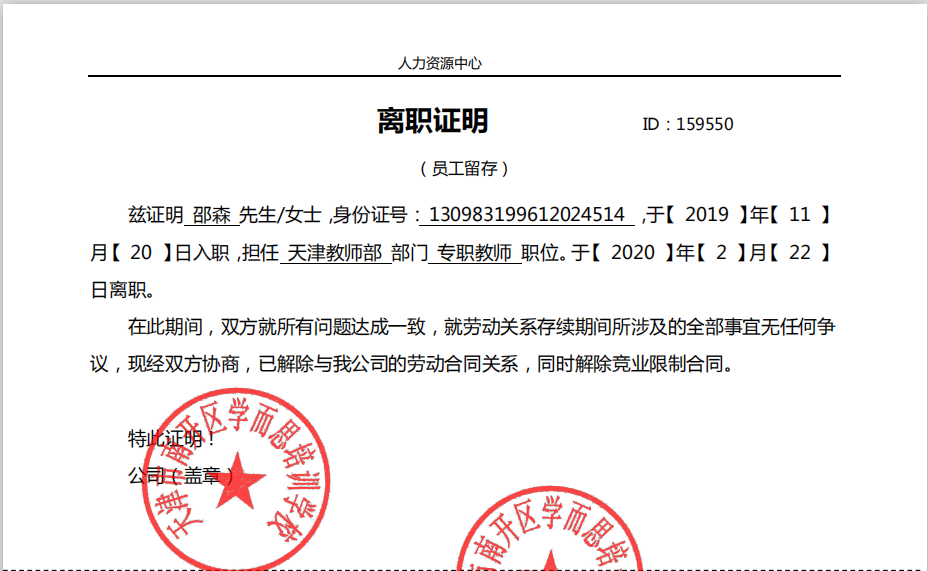 人力资源中心
离职证明
ID：159550
（员工留存）
兹证明 邵森 先生/女士 ,身份证号：130983199612024514 ,于【 2019 】年【 11 】
月【 20 】日入职 ,担任 天津教师部 部门 专职教师 职位。于【 2020 】年【 2 】月【 22 】
日离职。
在此期间，双方就所有问题达成一致，就劳动关系存续期间所涉及的全部事宜无任何争
议，现经双方协商，已解除与我公司的劳动合同关系，同时解除竞业限制合同。
特此证明！
公司（盖章）
天津市南开区学而思培训学校
南开区学而思培